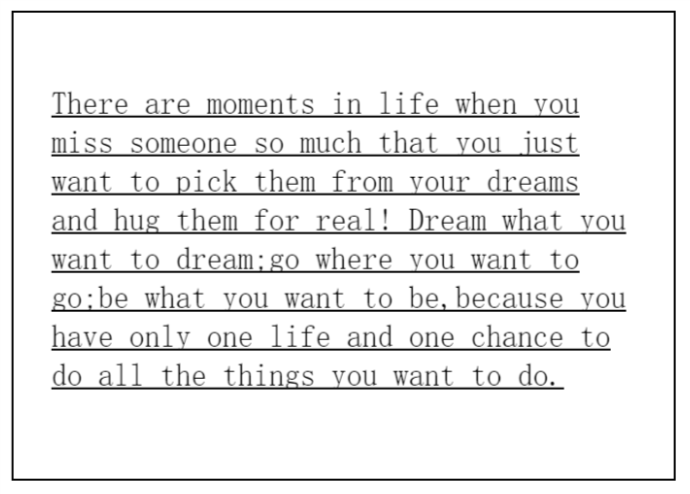 There are moments in life when you
miss someone so much that you just
want to pick them from your dreams
and hug them for real! Dream what you
want to dream;go where you want to
go;be what you want to be,because you
have only one life and one chance to
do all the things you want to do.